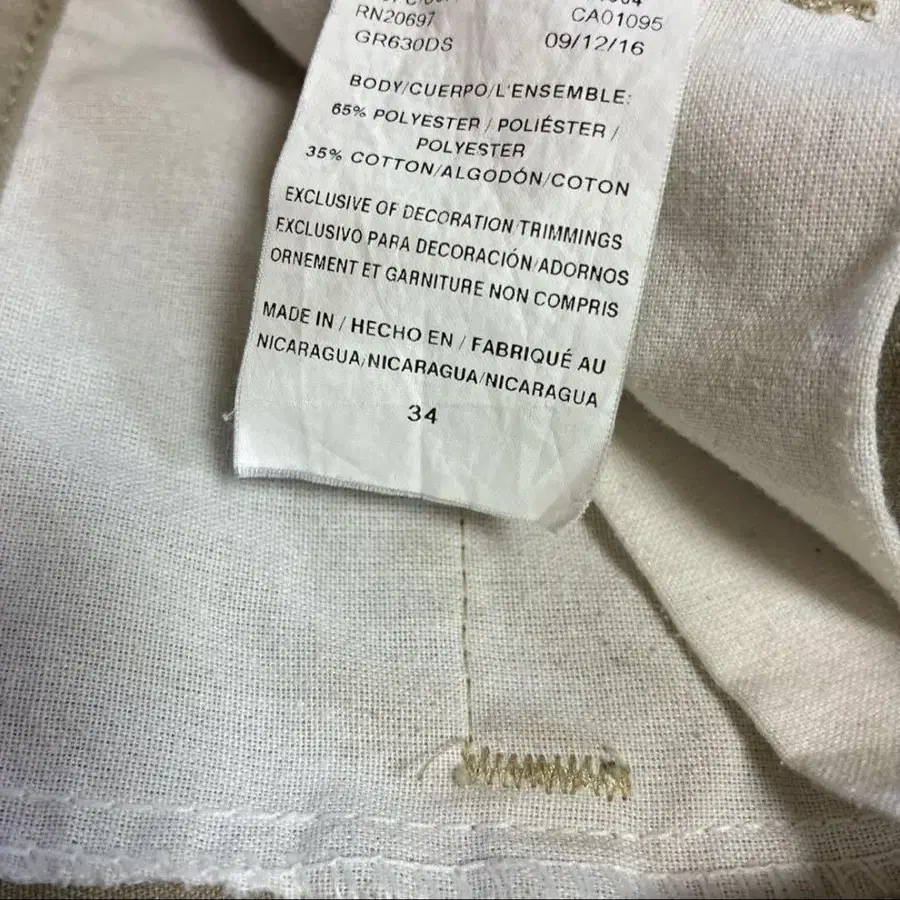 RN20697
CA01095
GR630DS
09/12/16
BODY/CUERPO/L'ENSEMBLE:
65% POLYESTER / POLIÉSTER /
POLYESTER
35% COTTON/ALGODÓN/COTON
EXCLUSIVE OF DECORATION TRIMMINGS
EXCLUSIVO PARA DECORACIÓN/ADORNOS
ORNEMENT ET GARNITURE NON COMPRIS
MADE IN / HECHO EN / FABRIQUÉ AU
NICARAGUA/NICARAGUA/NICARAGUA
34